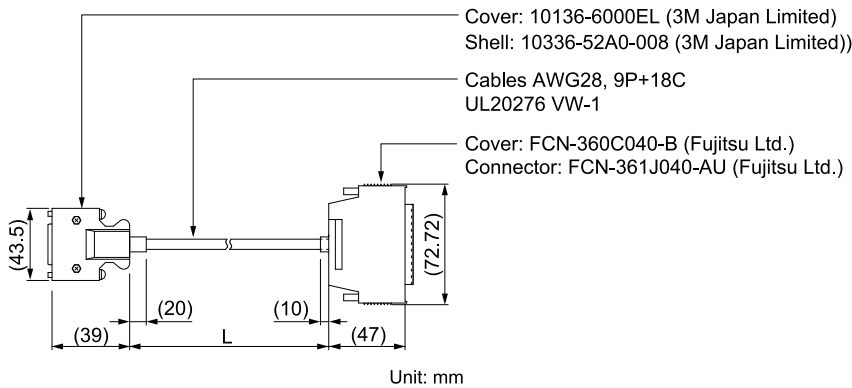 Cover: 10136-6000EL (3M Japan Limited)
Shell: 10336-52A0-008 (3M Japan Limited))
Cables AWG28, 9P+18C
UL20276 VW-1
Cover: FCN-360C040-B (Fujitsu Ltd.)
Connector: FCN-361J040-AU (Fujitsu Ltd.)
(43.5)
(72.72)
(20)
(10)
(39)
L
(47)
Unit: mm